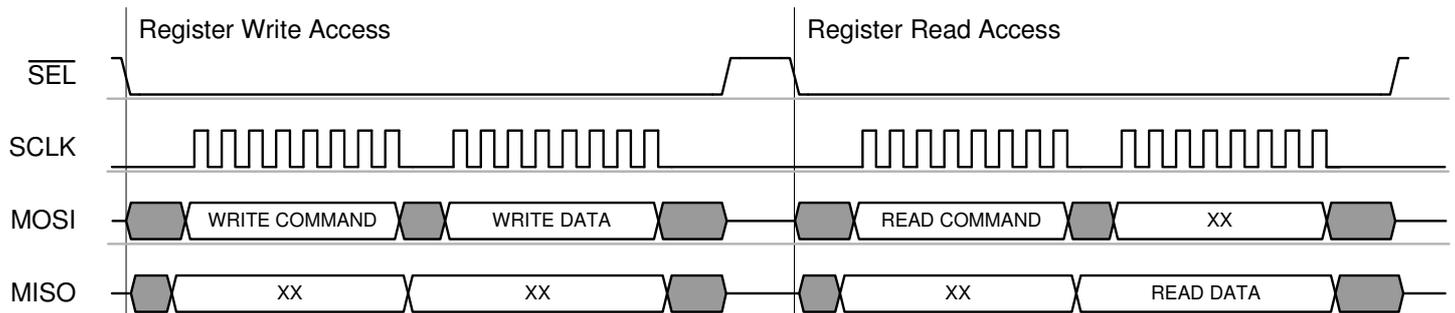 Register Write Access Register Read Access
SEL
SCLK
MOSI WRITE COMMAND WRITE DATA READ COMMAND XX
MISO XX XX XX READ DATA